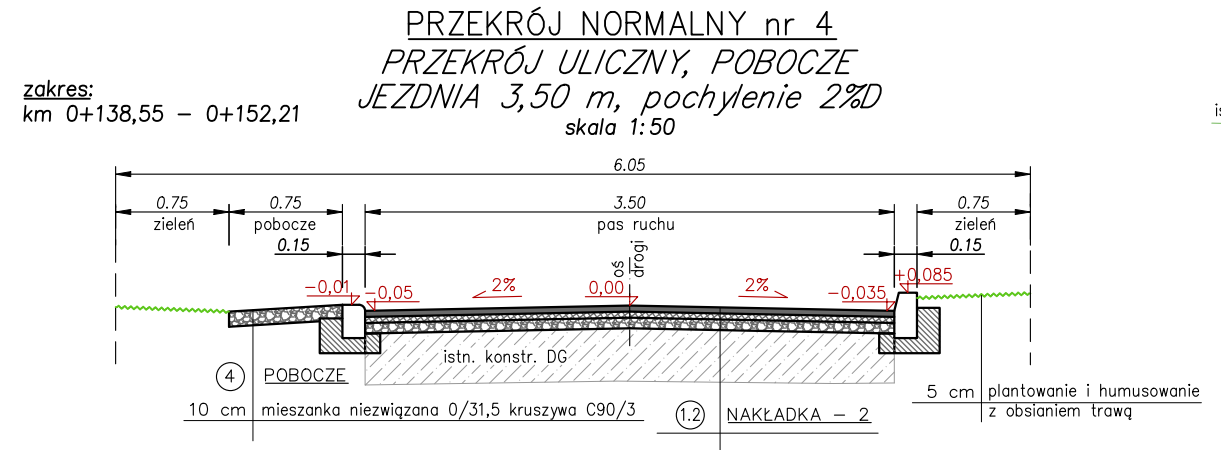 PRZEKRÓJ NORMALNY nr 4
PRZEKRÓJ ULICZNY, POBOCZE
JEZDNIA 3,50 m, pochylenie 2%D
skala 1:50
zakres:
km 0+138,55 – 0+152,21
6.05
0.75 0.75 3.50 0.75
zieleń pobocze pas ruchu zieleń
0.15 0.15
oś drogi
-0,01 -0,05 2% 0,00 2% -0,035 +0,085
istn. konstr. DG
4 POBOCZE
10 cm mieszanka niezwiązana 0/31,5 kruszywa C90/3
1.2 NAKŁADKA – 2
5 cm plantowanie i humusowanie
z obsianiem trawą